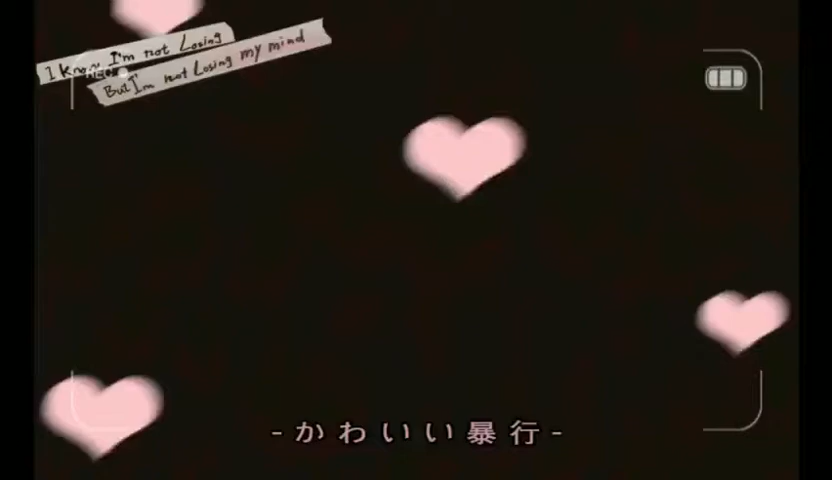 I Know I'm not Losing
But I'm not Losing my mind
REC
-かわいい暴行-